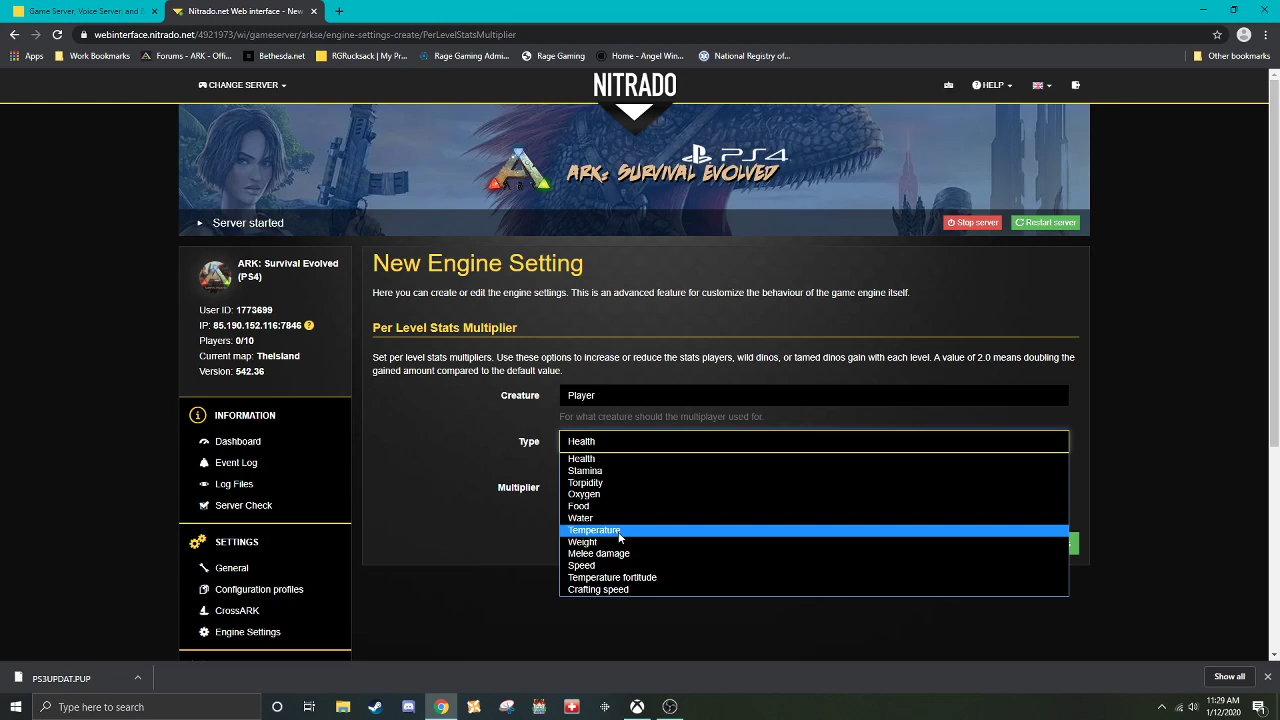 Game Server, Voice Server, and
Nitrado.net Webinterface - New
webinterface.nitrado.net/4921973/wi/gameserver/arkse/engine-settings-create/PerLevelStatsMultiplier
Apps
Work Bookmarks
Forums - ARK - Offi...
Bethesda.net
RGRucksack | My Pr...
Rage Gaming Admi...
Rage Gaming
Home - Angel Win...
National Registry of...
Other bookmarks
CHANGE SERVER
NITRADO
HELP
PS4
ARK: SURVIVAL EVOLVED
Server started
Stop server
Restart server
ARK: Survival Evolved (PS4)
User ID: 1773699
IP: 85.190.152.116:7846
Players: 0/10
Current map: TheIsland
Version: 542.36
INFORMATION
Dashboard
Event Log
Log Files
Server Check
SETTINGS
General
Configuration profiles
CrossARK
Engine Settings
New Engine Setting
Here you can create or edit the engine settings. This is an advanced feature for customize the behaviour of the game engine itself.
Per Level Stats Multiplier
Set per level stats multipliers. Use these options to increase or reduce the stats players, wild dinos, or tamed dinos gain with each level. A value of 2.0 means doubling the
gained amount compared to the default value.
Creature
Player
For what creature should the multiplayer used for.
Type
Health
Health
Stamina
Torpidity
Oxygen
Food
Water
Temperature
Weight
Melee damage
Speed
Temperature fortitude
Crafting speed
Multiplier
PS3UPDAT.PUP
Show all
Type here to search
11:29 AM
1/12/2020